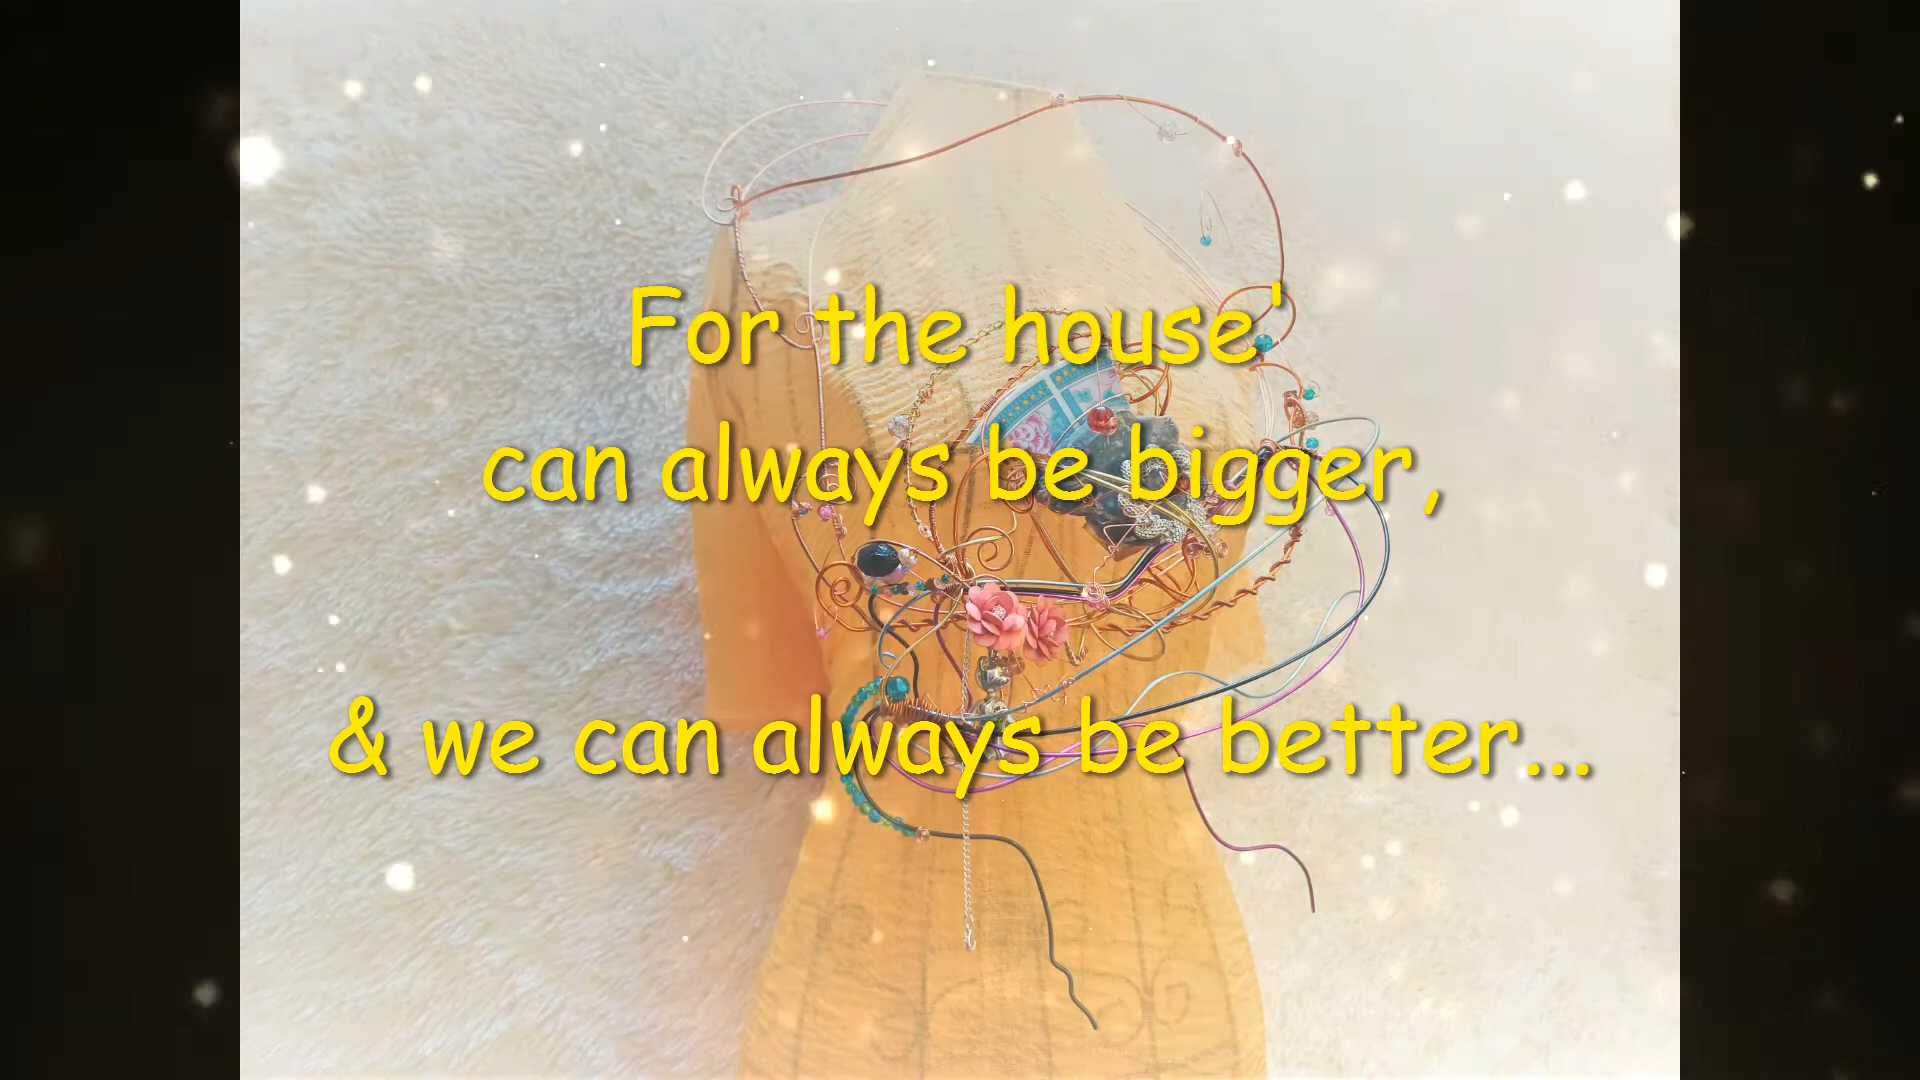 For the house'
can always be bigger,
& we can always be better...